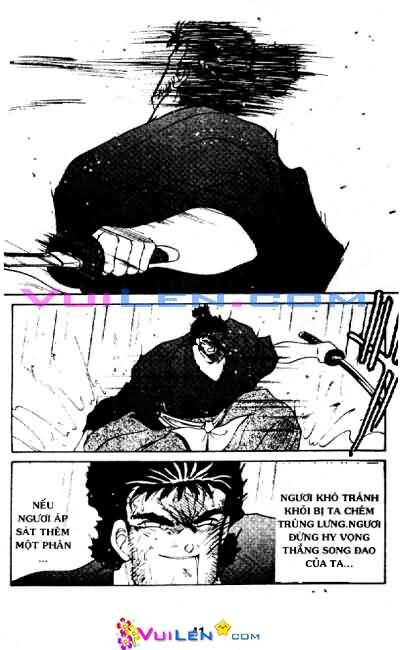 VUILEN.COM
NẾU
NGƯƠI ÁP
SÁT THÊM
MỘT PHÂN
...
NGƯƠI KHÓ TRÁNH
KHỎI BỊ TA CHÉM
TRÚNG LƯNG.NGƯƠI
ĐỪNG HY VỌNG
THẮNG SONG ĐAO
CỦA TA...
11
VUILEN.COM